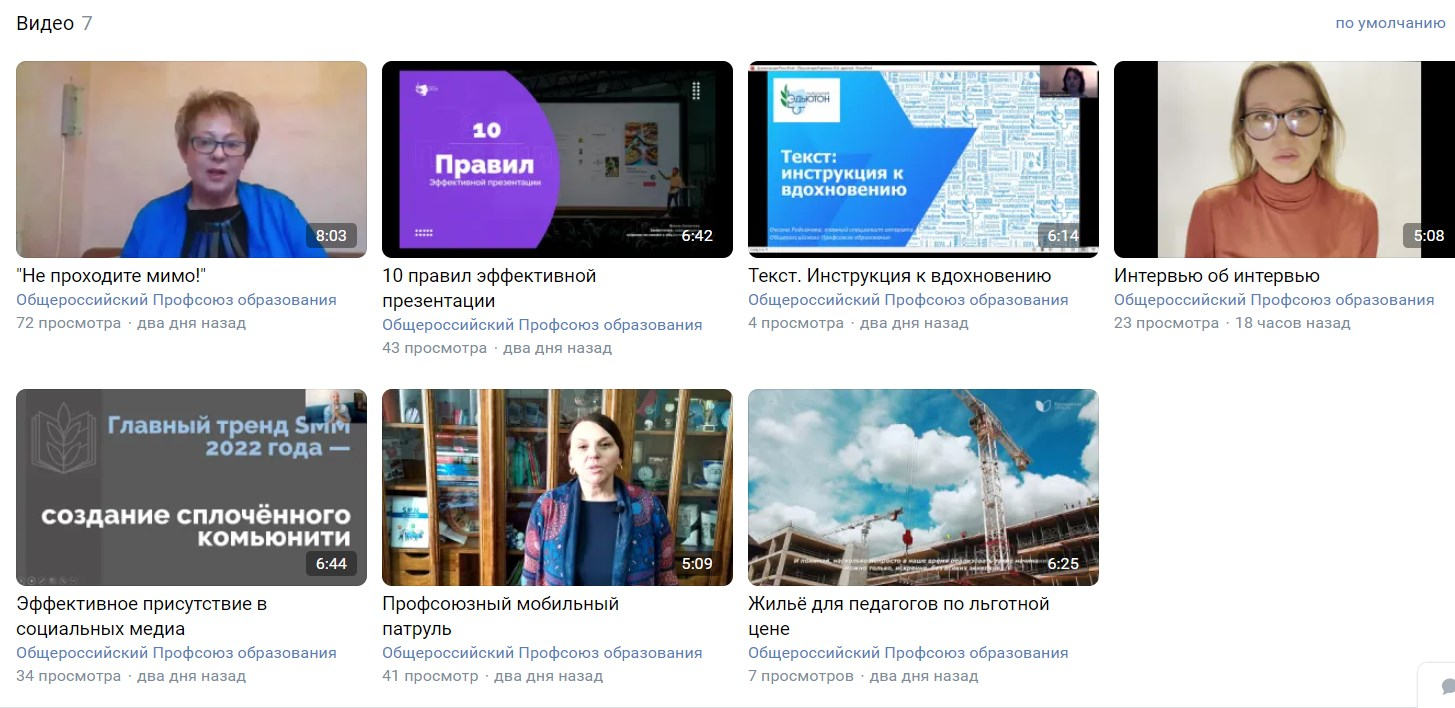 Видео 7
по умолчанию
10
Правил
Эффективной презентации
Эдьютон
Текст:
инструкция к
вдохновению
8:03
6:42
6:14
5:08
"Не проходите мимо!"
Общероссийский Профсоюз образования
72 просмотра · два дня назад
10 правил эффективной
презентации
Общероссийский Профсоюз образования
43 просмотра · два дня назад
Текст. Инструкция к вдохновению
Общероссийский Профсоюз образования
4 просмотра · два дня назад
Интервью об интервью
Общероссийский Профсоюз образования
23 просмотра · 18 часов назад
Главный тренд SMM
2022 года —
создание сплочённого
комьюнити
6:44
5:09
6:25
Эффективное присутствие в
социальных медиа
Общероссийский Профсоюз образования
34 просмотра · два дня назад
Профсоюзный мобильный
патруль
Общероссийский Профсоюз образования
41 просмотр · два дня назад
Жильё для педагогов по льготной
цене
Общероссийский Профсоюз образования
7 просмотров · два дня назад